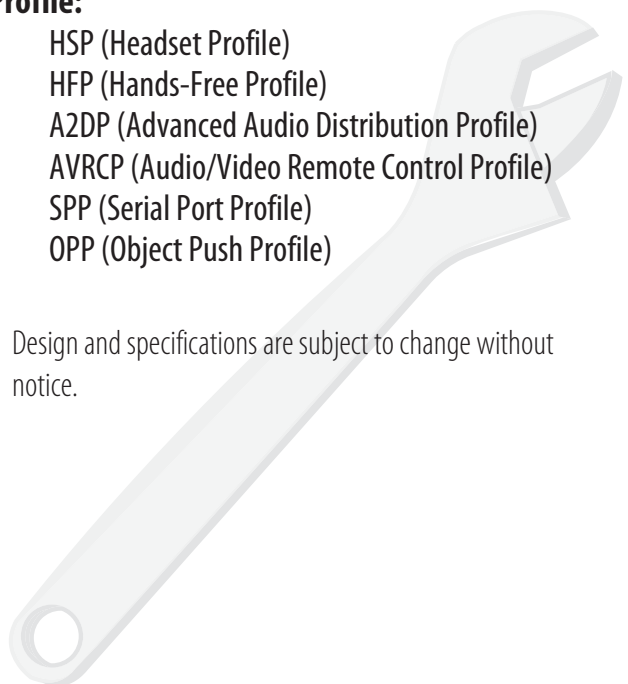 Profile:
HSP (Headset Profile)
HFP (Hands-Free Profile)
A2DP (Advanced Audio Distribution Profile)
AVRCP (Audio/Video Remote Control Profile)
SPP (Serial Port Profile)
OPP (Object Push Profile)
Design and specifications are subject to change without
notice.